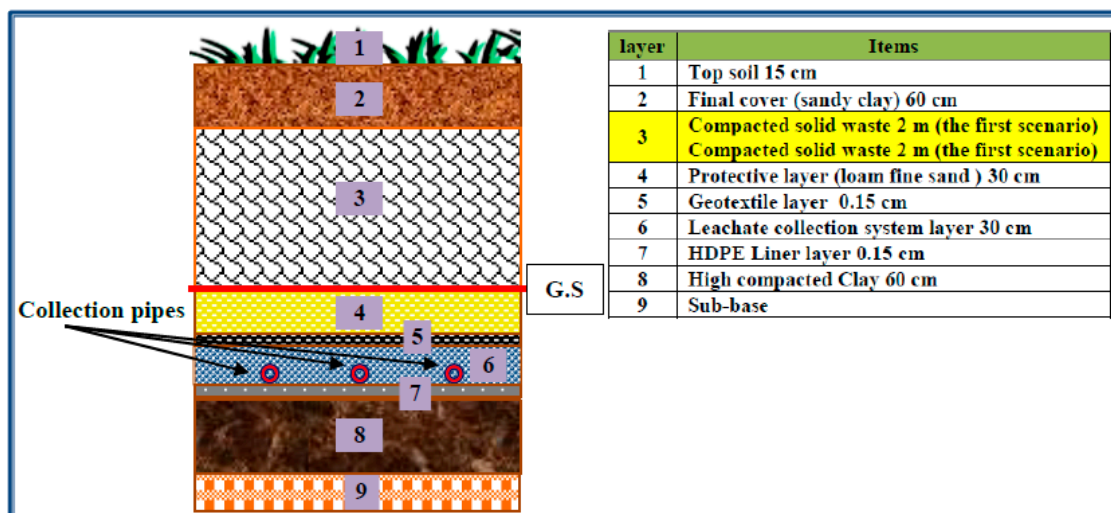 1
2
3
G.S
Collection pipes
4
5
6
7
8
9
layer Items
1 Top soil 15 cm
2 Final cover (sandy clay) 60 cm
3 Compacted solid waste 2 m (the first scenario)
Compacted solid waste 2 m (the first scenario)
4 Protective layer (loam fine sand ) 30 cm
5 Geotextile layer 0.15 cm
6 Leachate collection system layer 30 cm
7 HDPE Liner layer 0.15 cm
8 High compacted Clay 60 cm
9 Sub-base